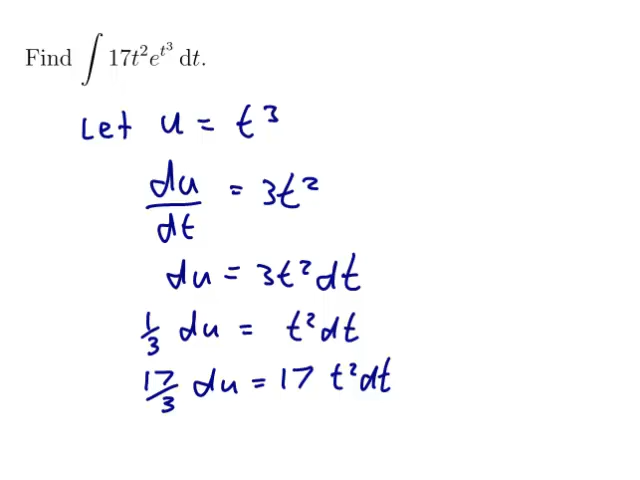 Find ∫ 17t²e^{t³} dt.
Let u = t³
du/dt = 3t²
du = 3t²dt
1/3 du = t²dt
17/3 du = 17 t²dt